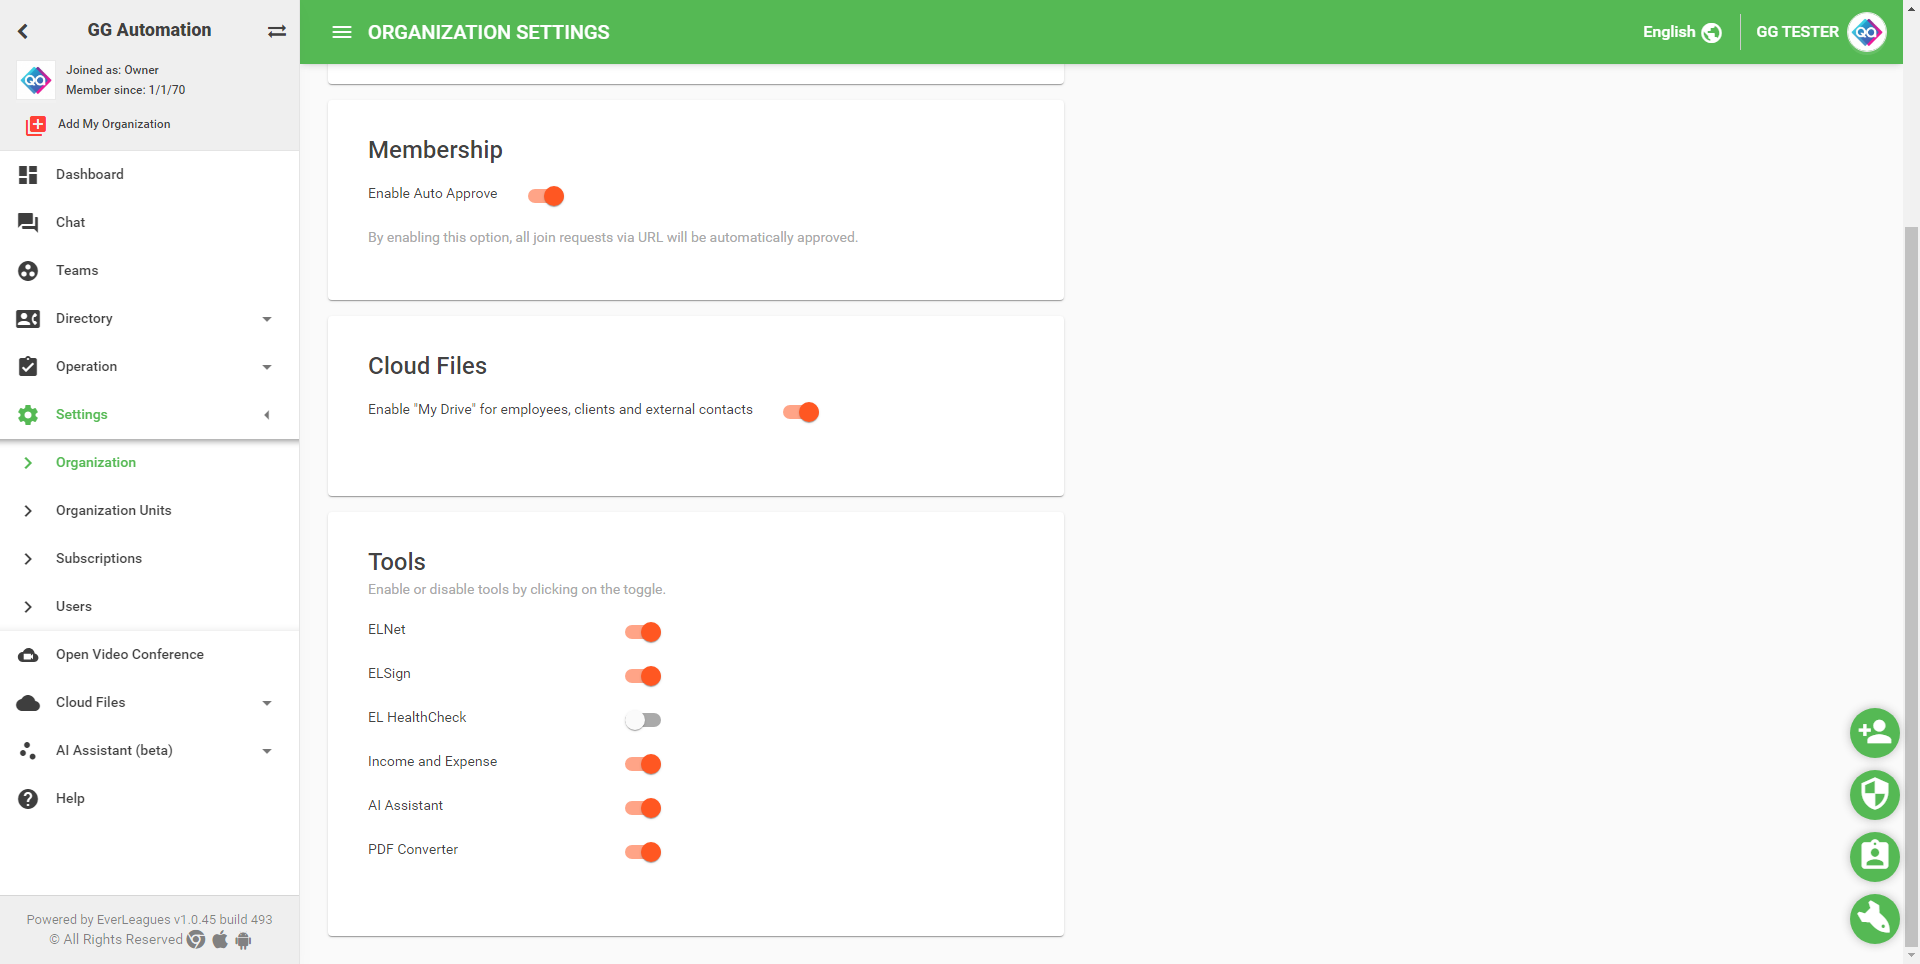 GG Automation
Joined as: Owner
Member since: 1/1/70
Add My Organization
Dashboard
Chat
Teams
Directory
Operation
Settings
Organization
Organization Units
Subscriptions
Users
Open Video Conference
Cloud Files
AI Assistant (beta)
Help
Powered by EverLeagues v1.0.45 build 493
© All Rights Reserved
ORGANIZATION SETTINGS
English
GG TESTER
QA
QA
Membership
Enable Auto Approve
By enabling this option, all join requests via URL will be automatically approved.
Cloud Files
Enable "My Drive" for employees, clients and external contacts
Tools
Enable or disable tools by clicking on the toggle.
ELNet
ELSign
EL HealthCheck
Income and Expense
AI Assistant
PDF Converter